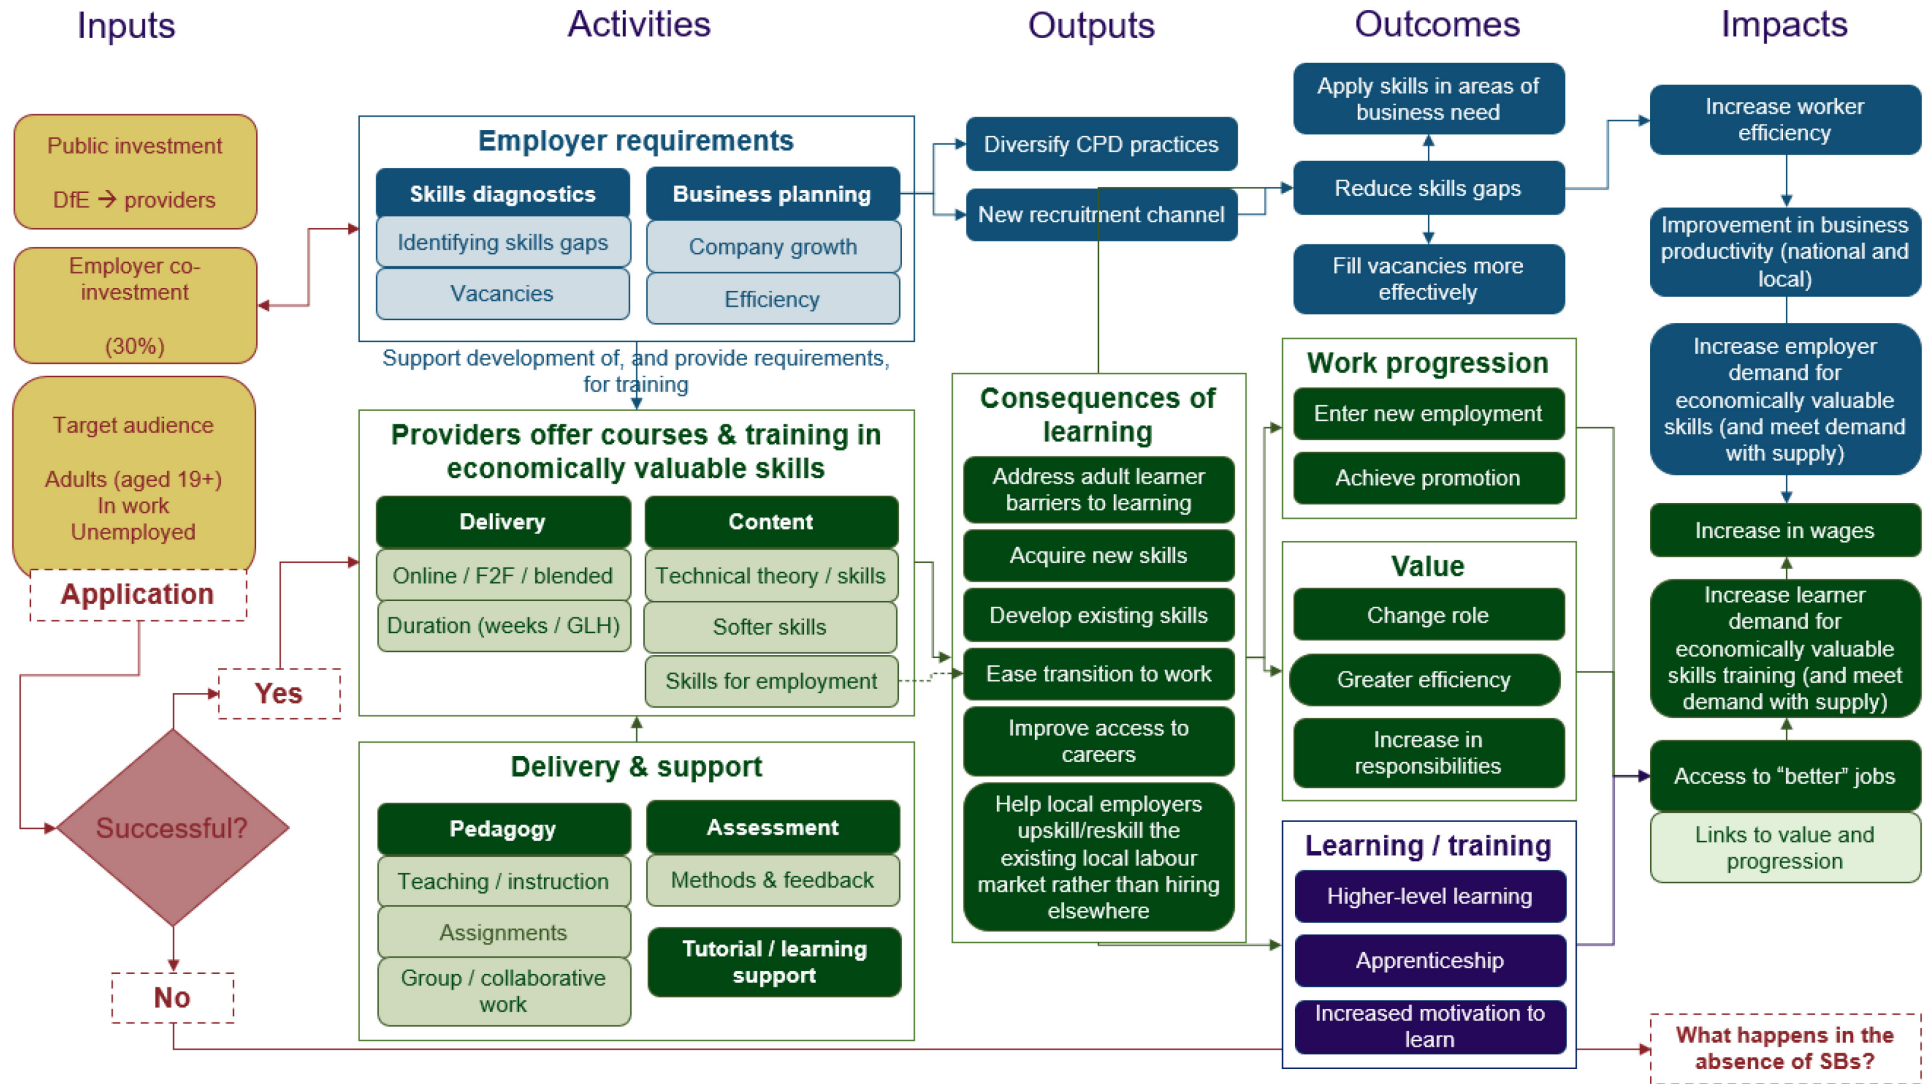 Inputs
Activities
Outputs
Outcomes
Impacts
Public investment
DfE → providers
Employer co-
investment
(30%)
Target audience
Adults (aged 19+)
In work
Unemployed
Application
Yes
Successful?
No
Employer requirements
Skills diagnostics
Identifying skills gaps
Vacancies
Business planning
Company growth
Efficiency
Support development of, and provide requirements,
for training
Providers offer courses & training in
economically valuable skills
Delivery
Online / F2F / blended
Duration (weeks / GLH)
Content
Technical theory / skills
Softer skills
Skills for employment
Delivery & support
Pedagogy
Teaching / instruction
Assignments
Group / collaborative
work
Assessment
Methods & feedback
Tutorial / learning
support
Diversify CPD practices
New recruitment channel
Consequences of
learning
Address adult learner
barriers to learning
Acquire new skills
Develop existing skills
Ease transition to work
Improve access to
careers
Help local employers
upskill/reskill the
existing local labour
market rather than hiring
elsewhere
Apply skills in areas of
business need
Reduce skills gaps
Fill vacancies more
effectively
Work progression
Enter new employment
Achieve promotion
Value
Change role
Greater efficiency
Increase in
responsibilities
Learning / training
Higher-level learning
Apprenticeship
Increased motivation to
learn
Increase worker
efficiency
Improvement in business
productivity (national and
local)
Increase employer
demand for
economically valuable
skills (and meet demand
with supply)
Increase in wages
Increase learner
demand for
economically valuable
skills training (and meet
demand with supply)
Access to “better” jobs
Links to value and
progression
What happens in the
absence of SBs?